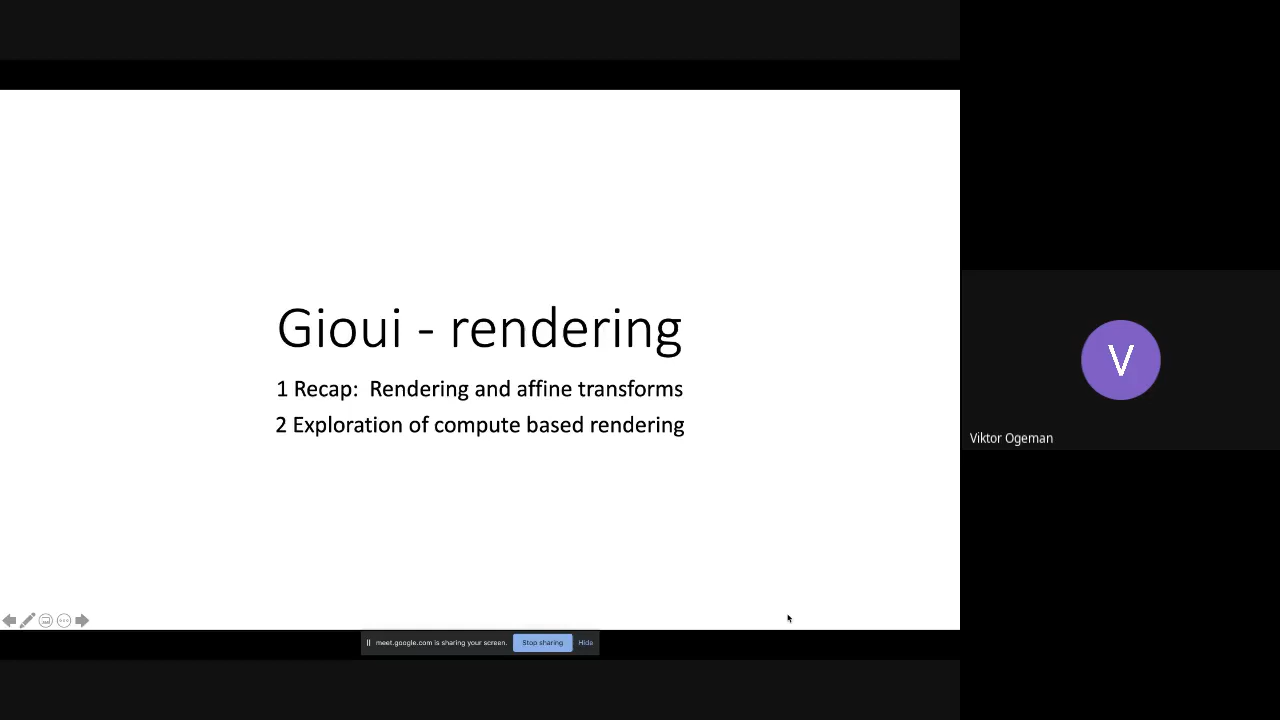 Gioui - rendering
1 Recap: Rendering and affine transforms
2 Exploration of compute based rendering
V
Viktor Ogeman
meet.google.com is sharing your screen. Stop sharing Hide